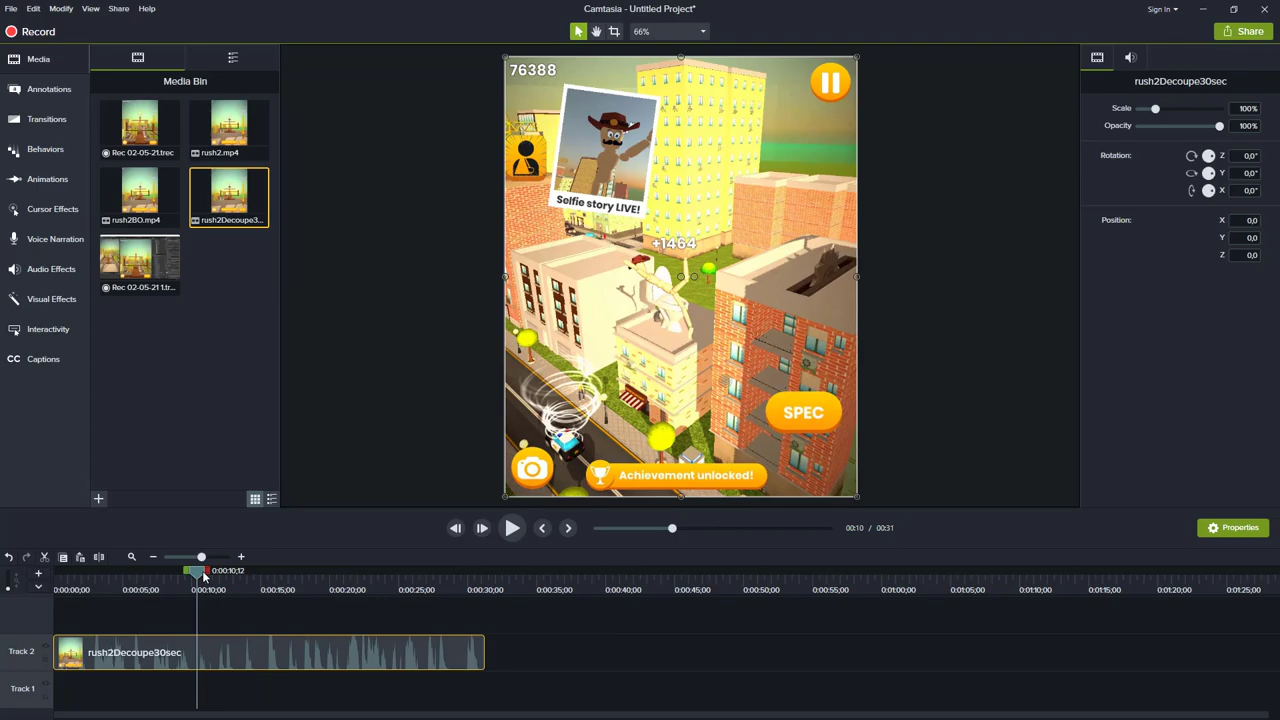 File Edit Modify View Share Help
Camtasia - Untitled Project*
Sign In
Record
66%
Share
Media
Annotations
Transitions
Behaviors
Animations
Cursor Effects
Voice Narration
Audio Effects
Visual Effects
Interactivity
CC Captions
Media Bin
Rec 02-05-21.trec
rush2.mp4
rush2BO.mp4
rush2Decoupe3...
Rec 02-05-21 1.tr...
76388
Selfie story LIVE!
+1464
SPEC
Achievement unlocked!
rush2Decoupe30sec
Scale 100%
Opacity 100%
Rotation: Z 0,0°
Y 0,0°
X 0,0°
Position: X 0,0
Y 0,0
Z 0,0
00:10 / 00:31
Properties
0:00:10;12
0:00:00;00 0:00:05;00 0:00:10;00 0:00:15;00 0:00:20;00 0:00:25;00 0:00:30;00 0:00:35;00 0:00:40;00 0:00:45;00 0:00:50;00 0:00:55;00 0:01:00;00 0:01:05;00 0:01:10;00 0:01:15;00 0:01:20;00 0:01:25;00
Track 2
rush2Decoupe30sec
Track 1